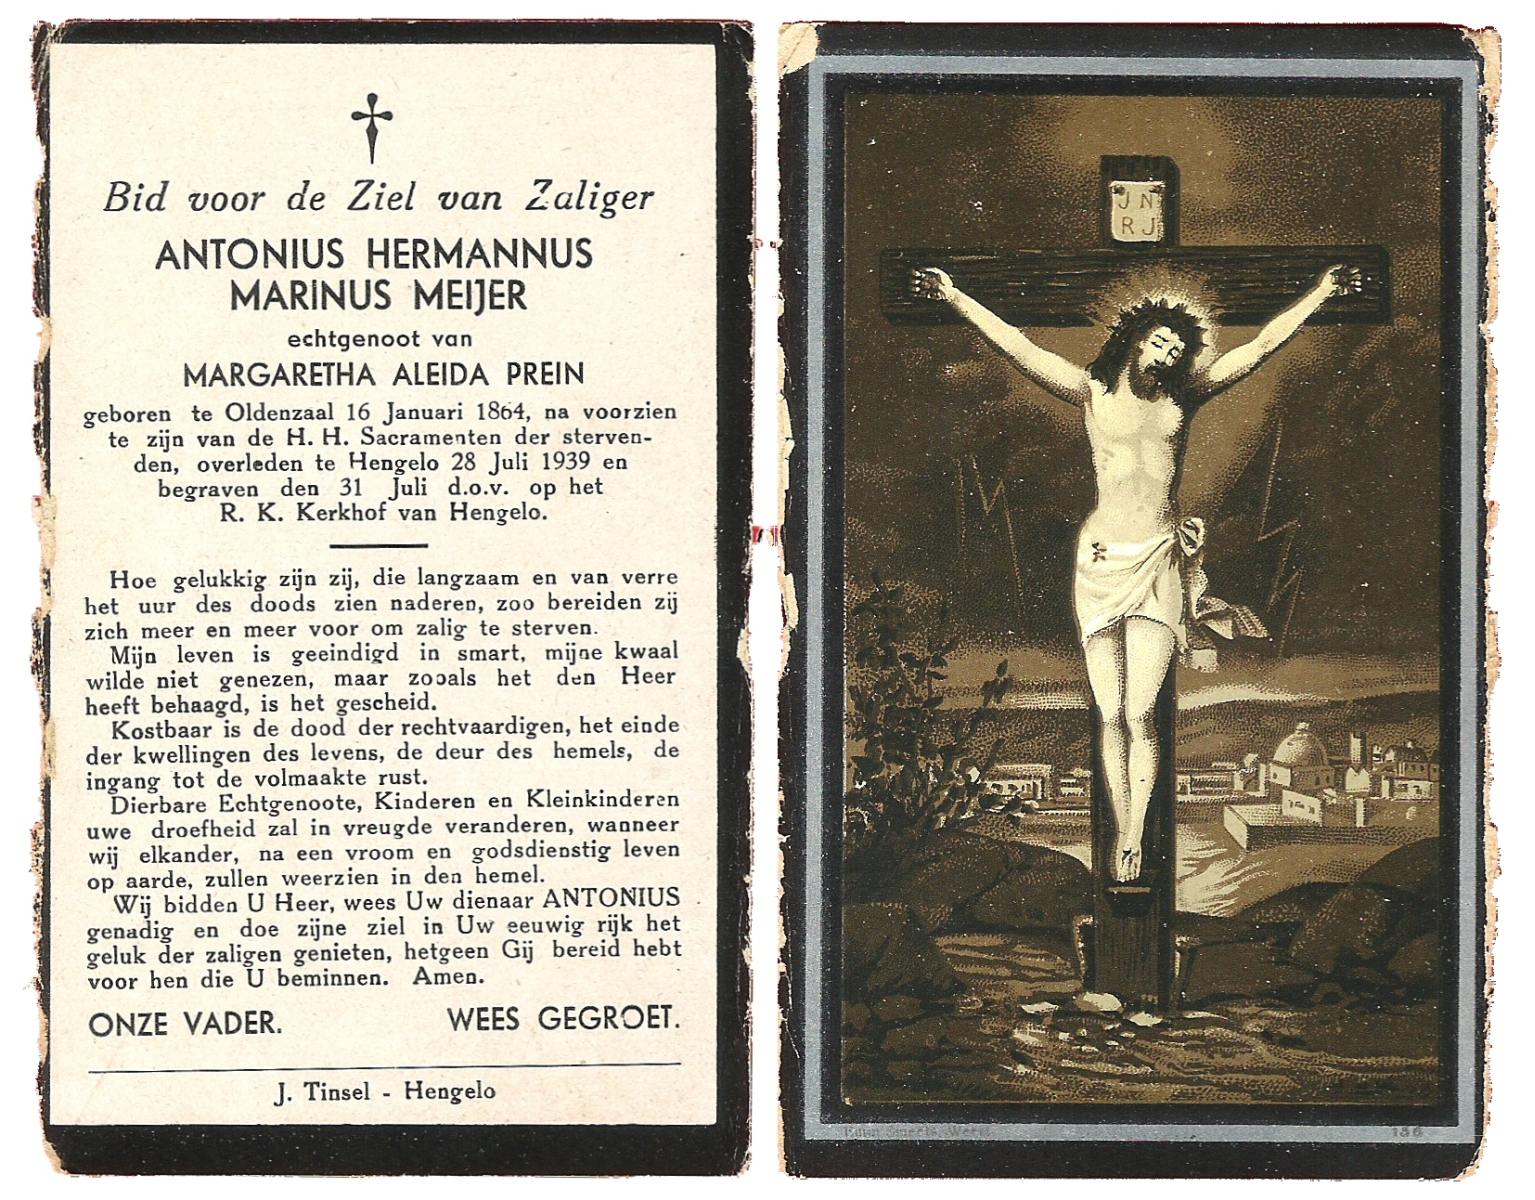 Bid voor de Ziel van Zaliger
ANTONIUS HERMANNUS
MARINUS MEIJER
echtgenoot van
MARGARETHA ALEIDA PREIN
geboren te Oldenzaal 16 Januari 1864, na voorzien
te zijn van de H. H. Sacramenten der sterven-
den, overleden te Hengelo 28 Juli 1939 en
begraven den 31 Juli d.o.v. op het
R. K. Kerkhof van Hengelo.
Hoe gelukkig zijn zij, die langzaam en van verre
het uur des doods zien naderen, zoo bereiden zij
zich meer en meer voor om zalig te sterven.
Mijn leven is geeindigd in smart, mijne kwaal
wilde niet genezen, maar zooals het den Heer
heeft behaagd, is het gescheid.
Kostbaar is de dood der rechtvaardigen, het einde
der kwellingen des levens, de deur des hemels, de
ingang tot de volmaakte rust.
Dierbare Echtgenoote, Kinderen en Kleinkinderen
uwe droefheid zal in vreugde veranderen, wanneer
wij elkander, na een vroom en godsdienstig leven
op aarde, zullen weerzien in den hemel.
Wij bidden U Heer, wees Uw dienaar ANTONIUS
genadig en doe zijne ziel in Uw eeuwig rijk het
geluk der zaligen genieten, hetgeen Gij bereid hebt
voor hen die U beminnen. Amen.
ONZE VADER. WEES GEGROET.
J. Tinsel - Hengelo
J N
R J
Smeets, Weert
136